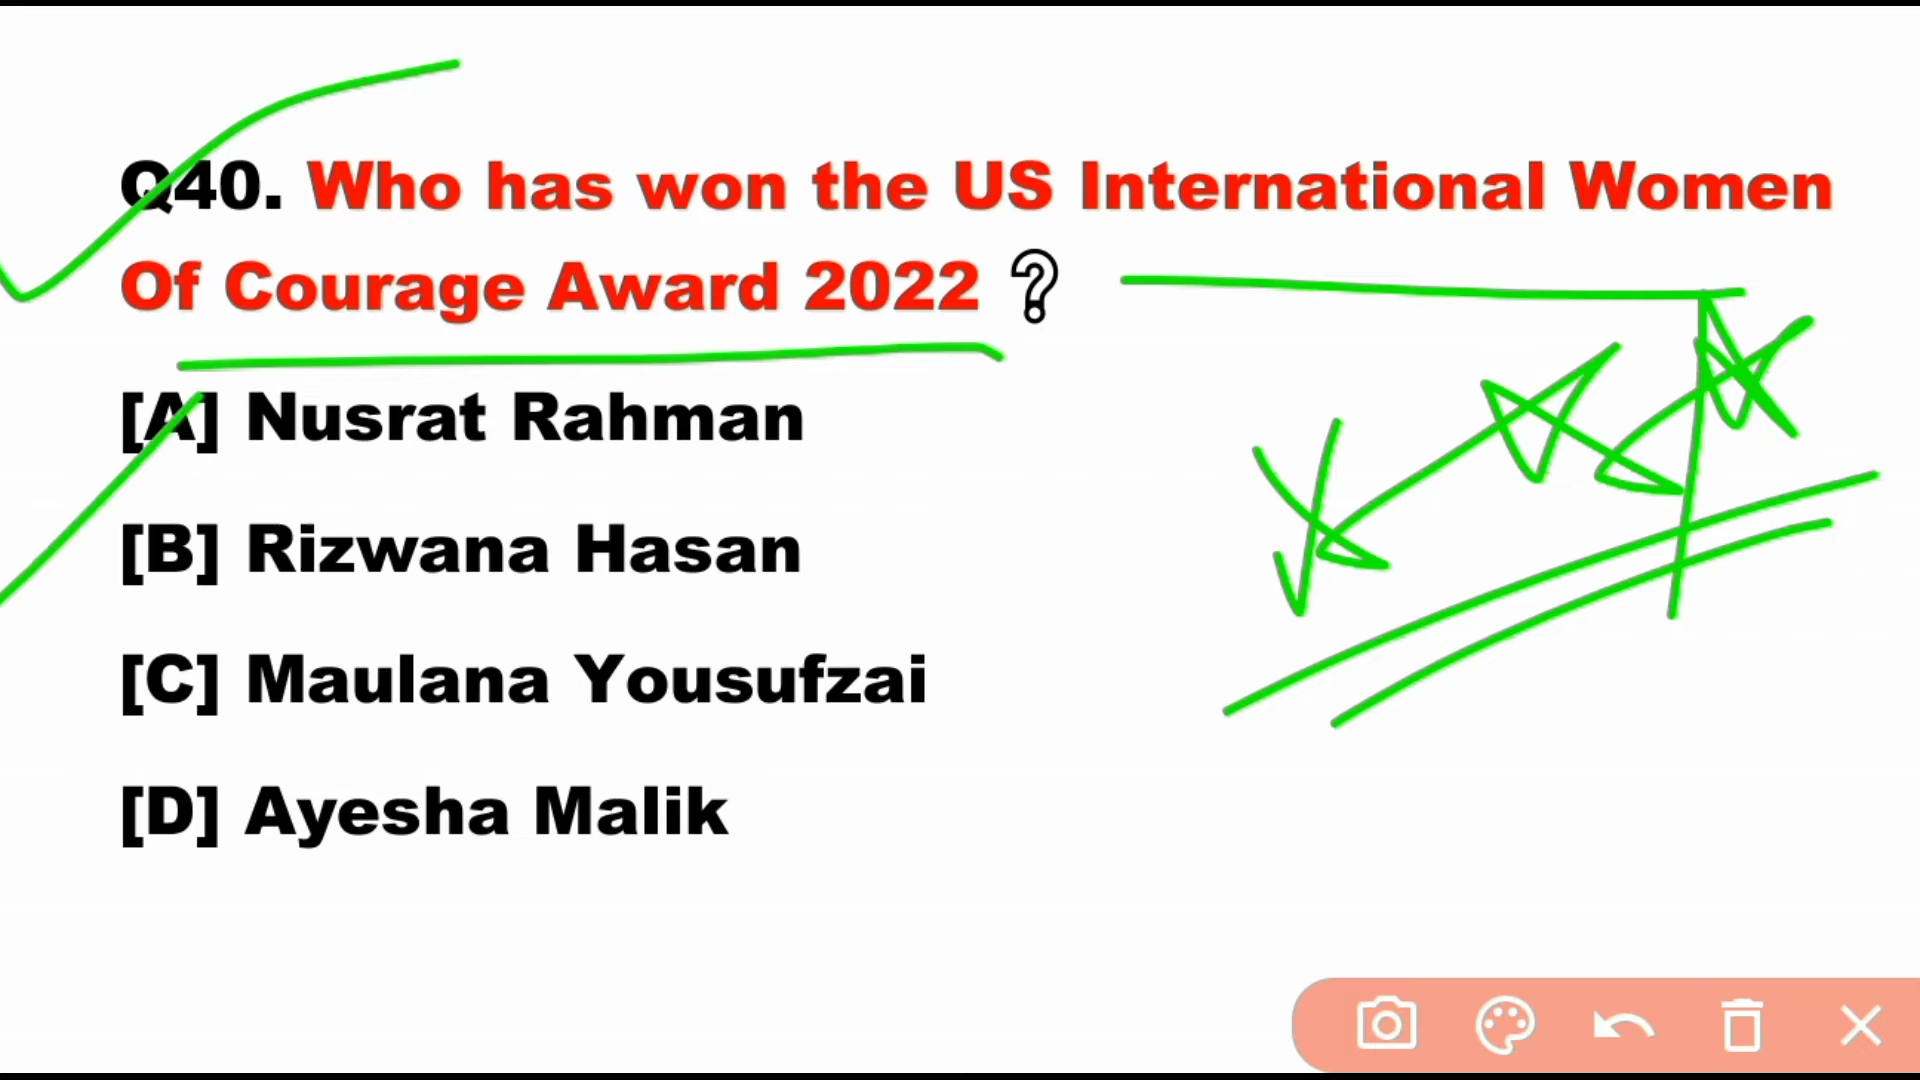 Q40. Who has won the US International Women
Of Courage Award 2022 ?
[A] Nusrat Rahman
[B] Rizwana Hasan
[C] Maulana Yousufzai
[D] Ayesha Malik